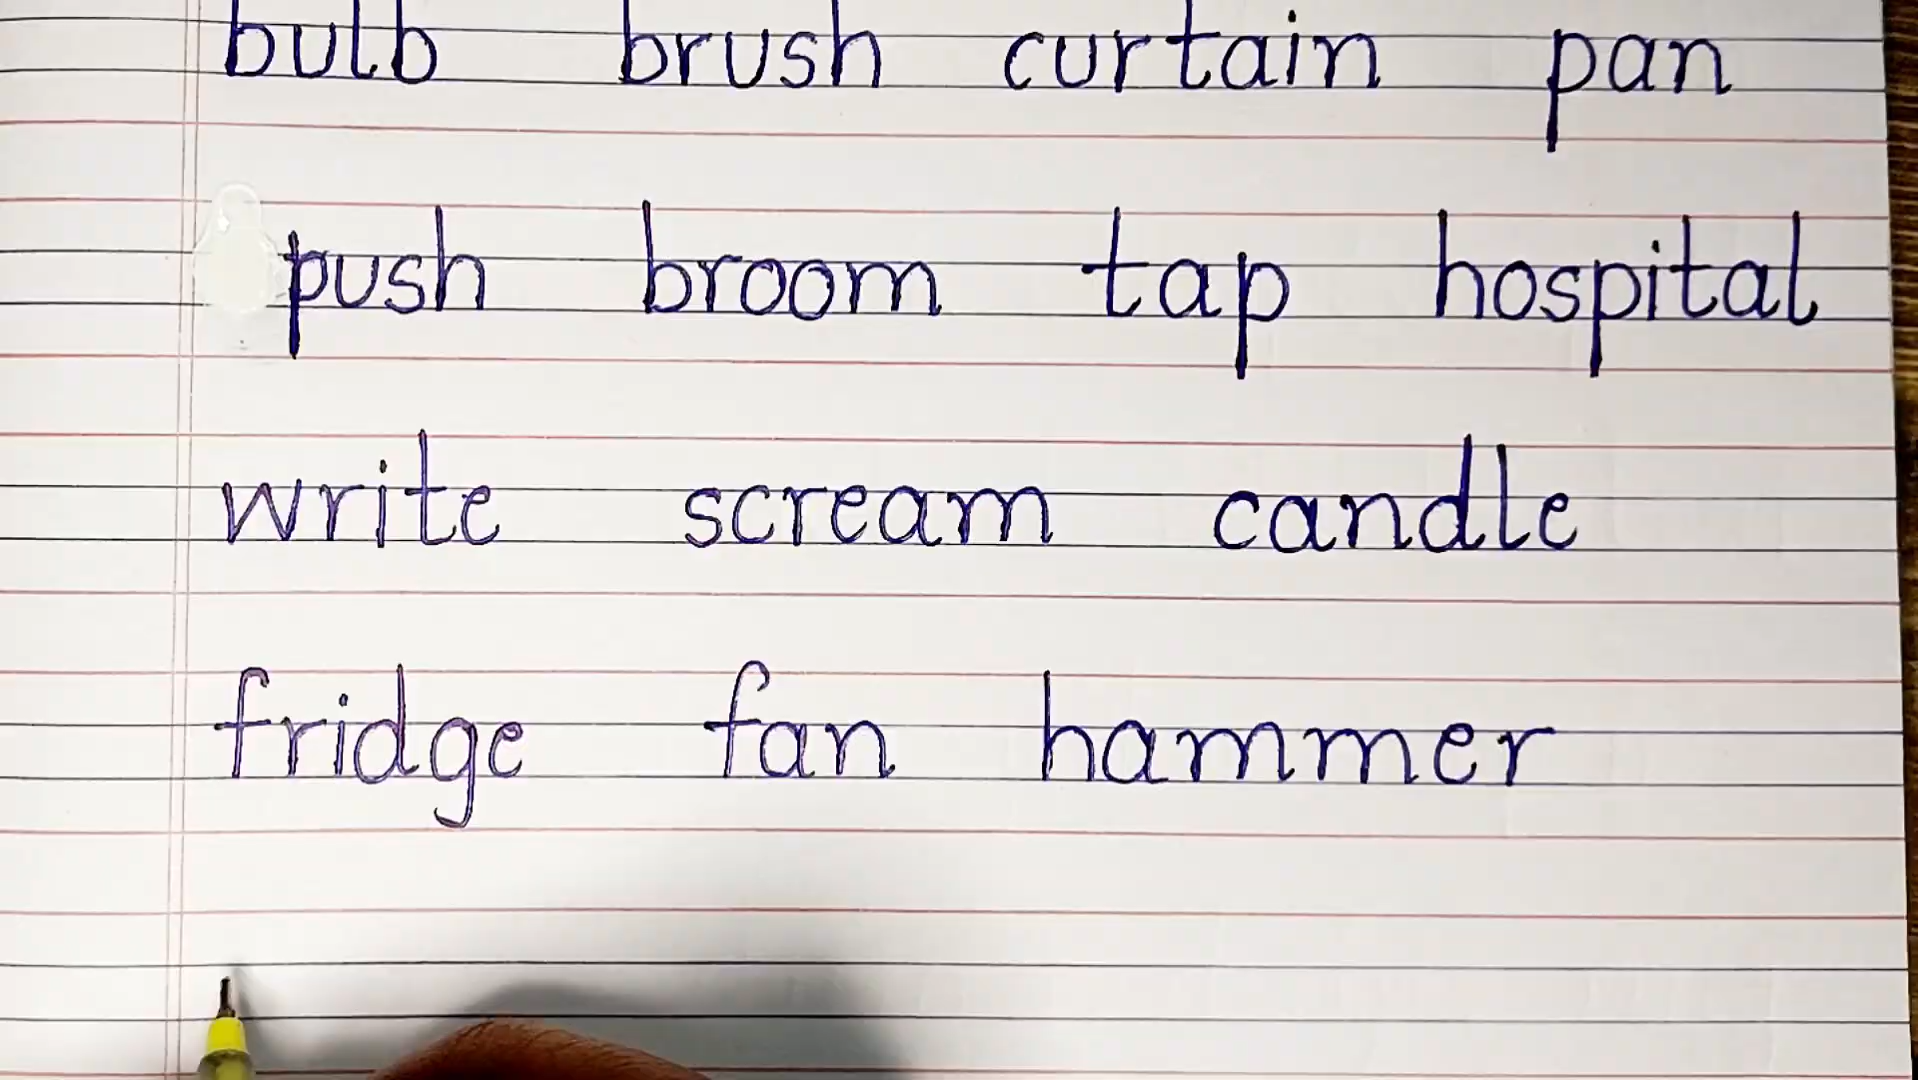 bulb brush curtain pan
push broom tap hospital
write scream candle
fridge fan hammer